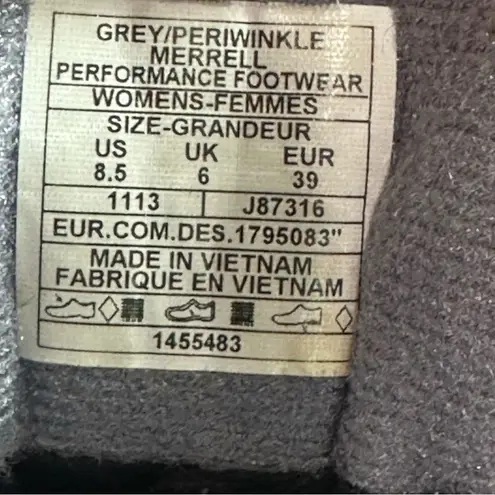 GREY/PERIWINKLE
MERRELL
PERFORMANCE FOOTWEAR
WOMENS-FEMMES
SIZE-GRANDEUR
US UK EUR
8.5 6 39
1113 J87316
EUR.COM.DES.1795083"
MADE IN VIETNAM
FABRIQUE EN VIETNAM
1455483